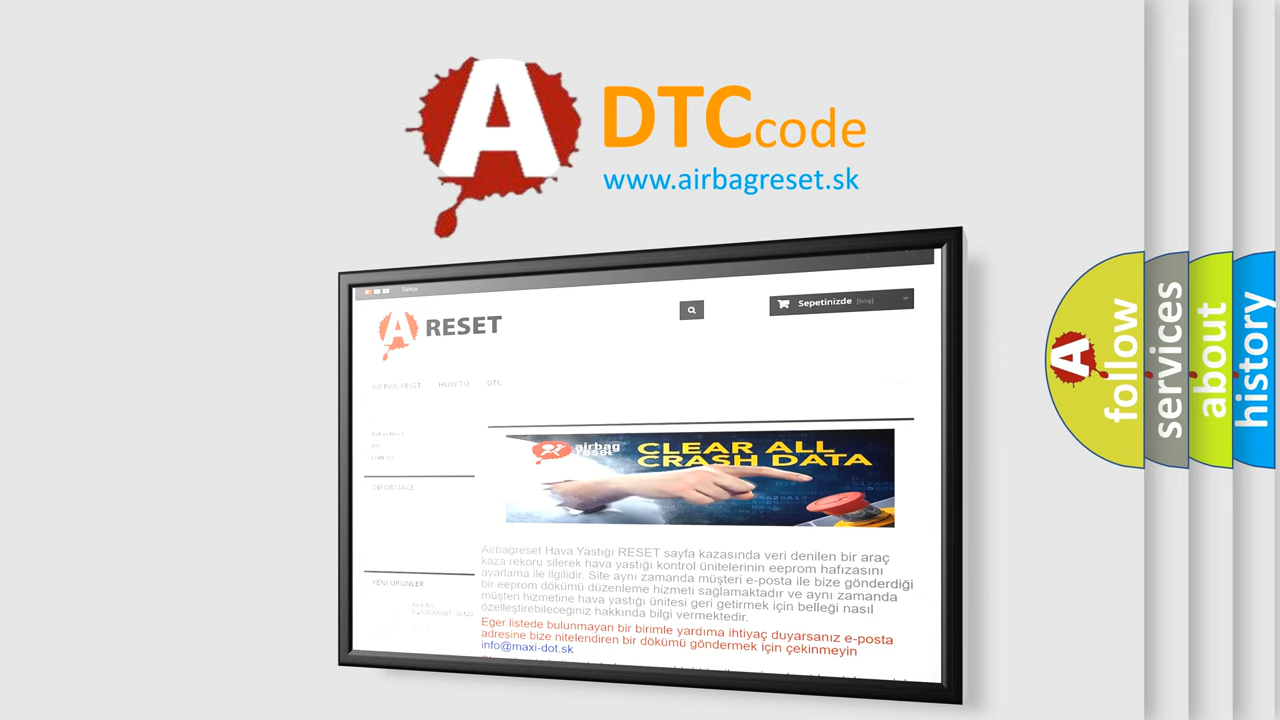 A DTC code
www.airbagreset.sk
Türkçe
A RESET
Sepetinizde [boş]
AIRBAG RESET HOW TO DTC
INFORMACE
airbag
reset
CLEAR ALL
CRASH DATA
Airbagreset Hava Yastığı RESET sayfa kazasında veri denilen bir araç
kaza rekoru silerek hava yastığı kontrol ünitelerinin eeprom hafızasını
ayarlama ile ilgilidir. Site aynı zamanda müşteri e-posta ile bize gönderdiği
bir eeprom dökümü düzenleme hizmeti sağlamaktadır ve aynı zamanda
müşteri hizmetine hava yastığı ünitesi geri getirmek için belleği nasıl
özelleştirebileceğiniz hakkında bilgi vermektedir.
Eğer listede bulunmayan bir birimle yardıma ihtiyaç duyarsanız e-posta
adresine bize nitelendiren bir dökümü göndermek için çekinmeyin
info@maxi-dot.sk
YENI ÜRÜNLER
A follow
services
about
history